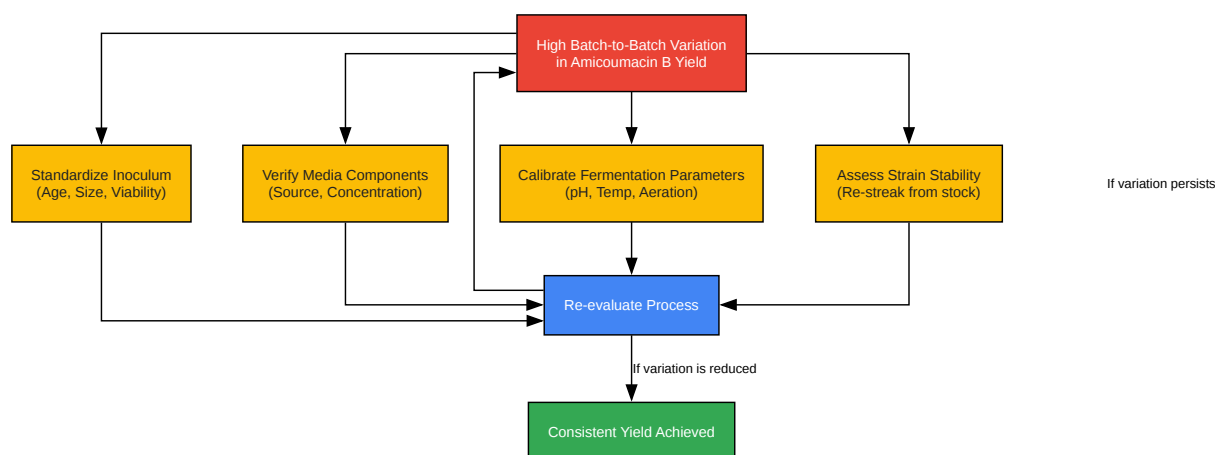 High Batch-to-Batch Variation
in Amicoumacin B Yield
Standardize Inoculum
(Age, Size, Viability)
Verify Media Components
(Source, Concentration)
Calibrate Fermentation Parameters
(pH, Temp, Aeration)
Assess Strain Stability
(Re-streak from stock)
If variation persists
Re-evaluate Process
If variation is reduced
Consistent Yield Achieved